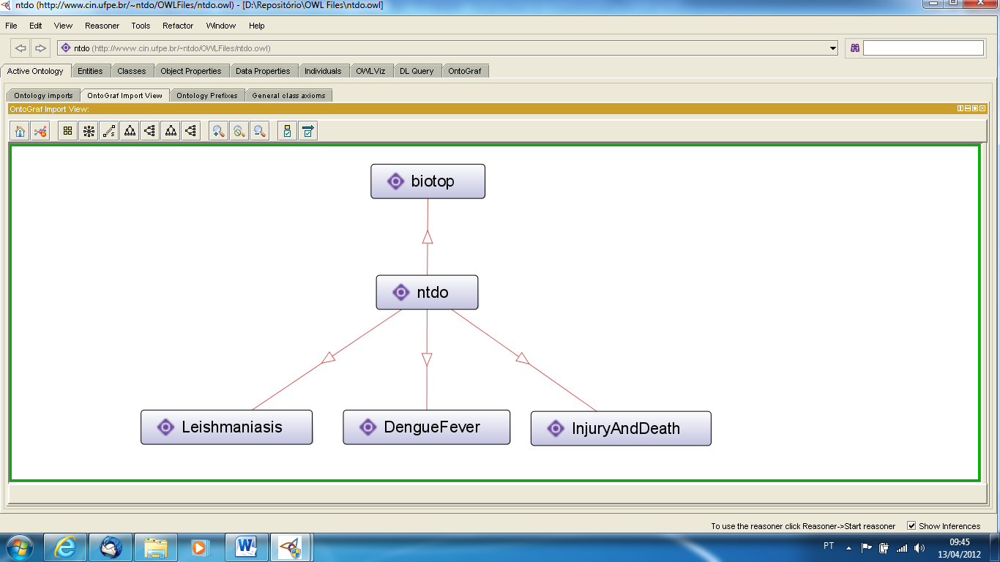 ntdo (http://www.cin.ufpe.br/~ntdo/OWLFiles/ntdo.owl) - [D:\Repositório\OWL Files\ntdo.owl]
File Edit View Reasoner Tools Refactor Window Help
ntdo (http://www.cin.ufpe.br/~ntdo/OWLFiles/ntdo.owl)
Active Ontology Entities Classes Object Properties Data Properties Individuals OWLViz DL Query OntoGraf
Ontology imports OntoGraf Import View Ontology Prefixes General class axioms
OntoGraf Import View:
biotop
ntdo
Leishmaniasis DengueFever InjuryAndDeath
To use the reasoner click Reasoner->Start reasoner Show Inferences
PT 09:45
13/04/2012